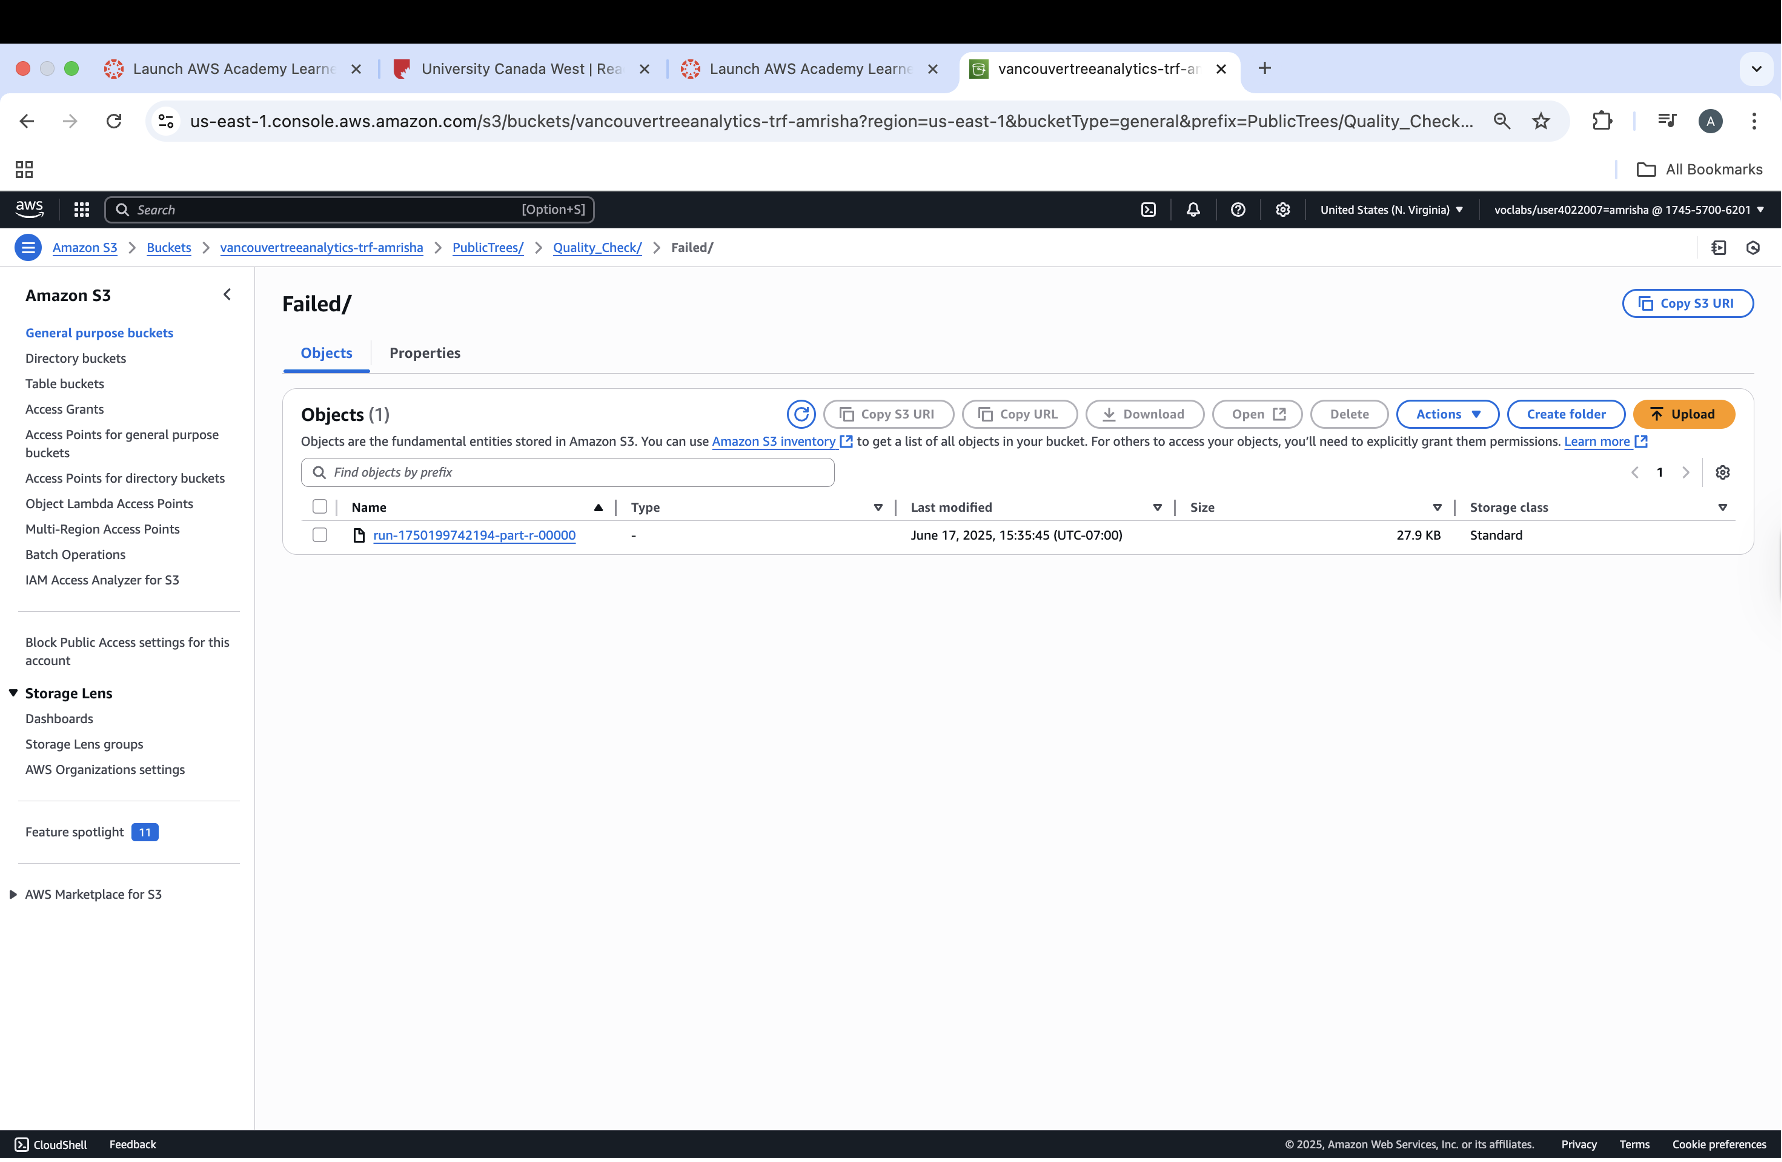 Launch AWS Academy Learne
University Canada West | Rea
Launch AWS Academy Learne
vancouvertreeanalytics-trf-ar
us-east-1.console.aws.amazon.com/s3/buckets/vancouvertreeanalytics-trf-amrisha?region=us-east-1&bucketType=general&prefix=PublicTrees/Quality_Check...
A
All Bookmarks
aws
Search
[Option+S]
United States (N. Virginia)
voclabs/user4022007=amrisha @ 1745-5700-6201
Amazon S3 > Buckets > vancouvertreeanalytics-trf-amrisha > PublicTrees/ > Quality_Check/ > Failed/
Amazon S3
General purpose buckets
Directory buckets
Table buckets
Access Grants
Access Points for general purpose
buckets
Access Points for directory buckets
Object Lambda Access Points
Multi-Region Access Points
Batch Operations
IAM Access Analyzer for S3
Block Public Access settings for this
account
Storage Lens
Dashboards
Storage Lens groups
AWS Organizations settings
Feature spotlight 11
AWS Marketplace for S3
Failed/
Copy S3 URI
Objects
Properties
Objects (1)
Copy S3 URI
Copy URL
Download
Open
Delete
Actions
Create folder
Upload
Objects are the fundamental entities stored in Amazon S3. You can use Amazon S3 inventory to get a list of all objects in your bucket. For others to access your objects, you'll need to explicitly grant them permissions. Learn more
Find objects by prefix
1
Name Type Last modified Size Storage class
run-1750199742194-part-r-00000 - June 17, 2025, 15:35:45 (UTC-07:00) 27.9 KB Standard
CloudShell
Feedback
© 2025, Amazon Web Services, Inc. or its affiliates.
Privacy
Terms
Cookie preferences